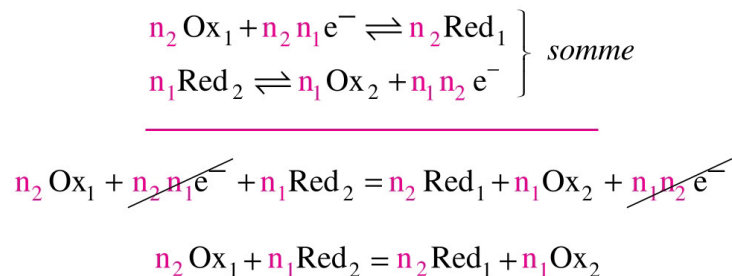 n₂ Ox₁ + n₂ n₁ e⁻ ⇌ n₂ Red₁
n₁ Red₂ ⇌ n₁ Ox₂ + n₁ n₂ e⁻
somme
n₂ Ox₁ + n₂ n₁ e⁻ + n₁ Red₂ = n₂ Red₁ + n₁ Ox₂ + n₁ n₂ e⁻
n₂ Ox₁ + n₁ Red₂ = n₂ Red₁ + n₁ Ox₂